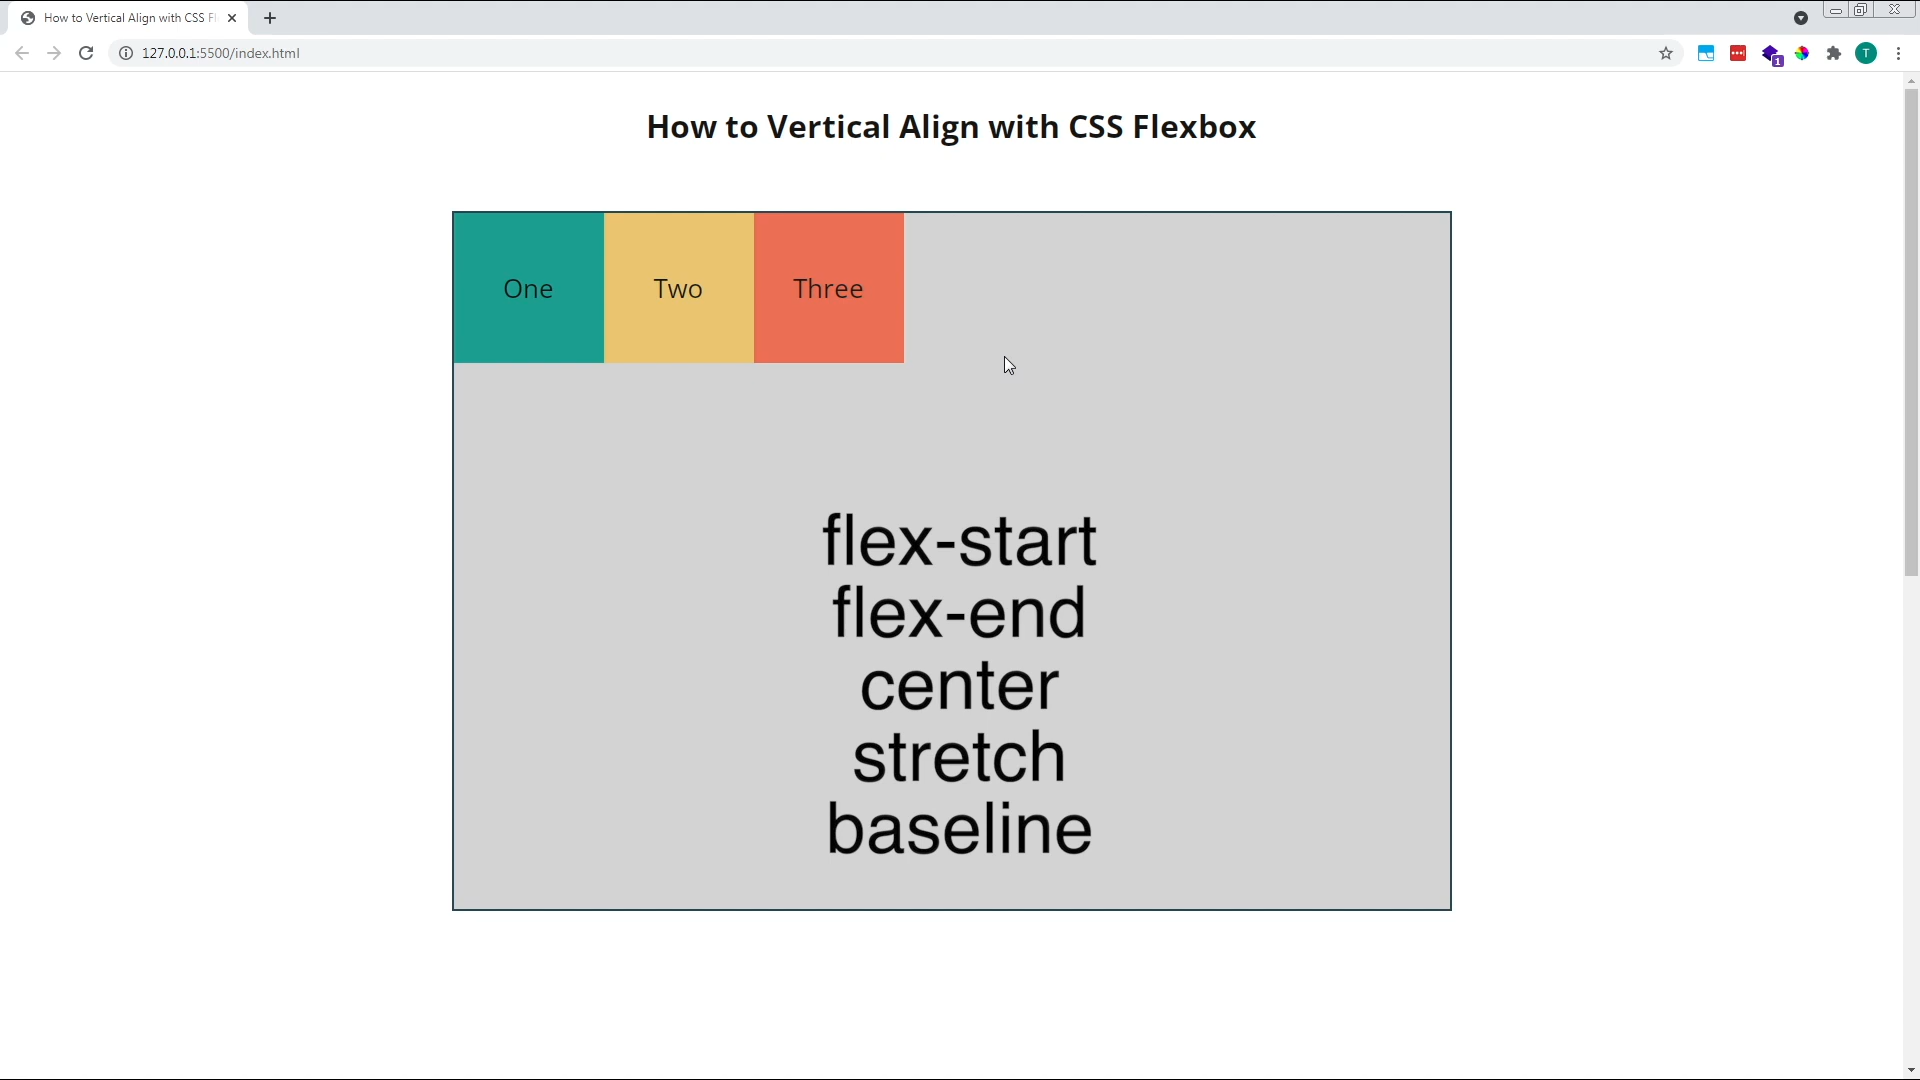 How to Vertical Align with CSS Fl
127.0.0.1:5500/index.html
1
T
How to Vertical Align with CSS Flexbox
One
Two
Three
flex-start
flex-end
center
stretch
baseline